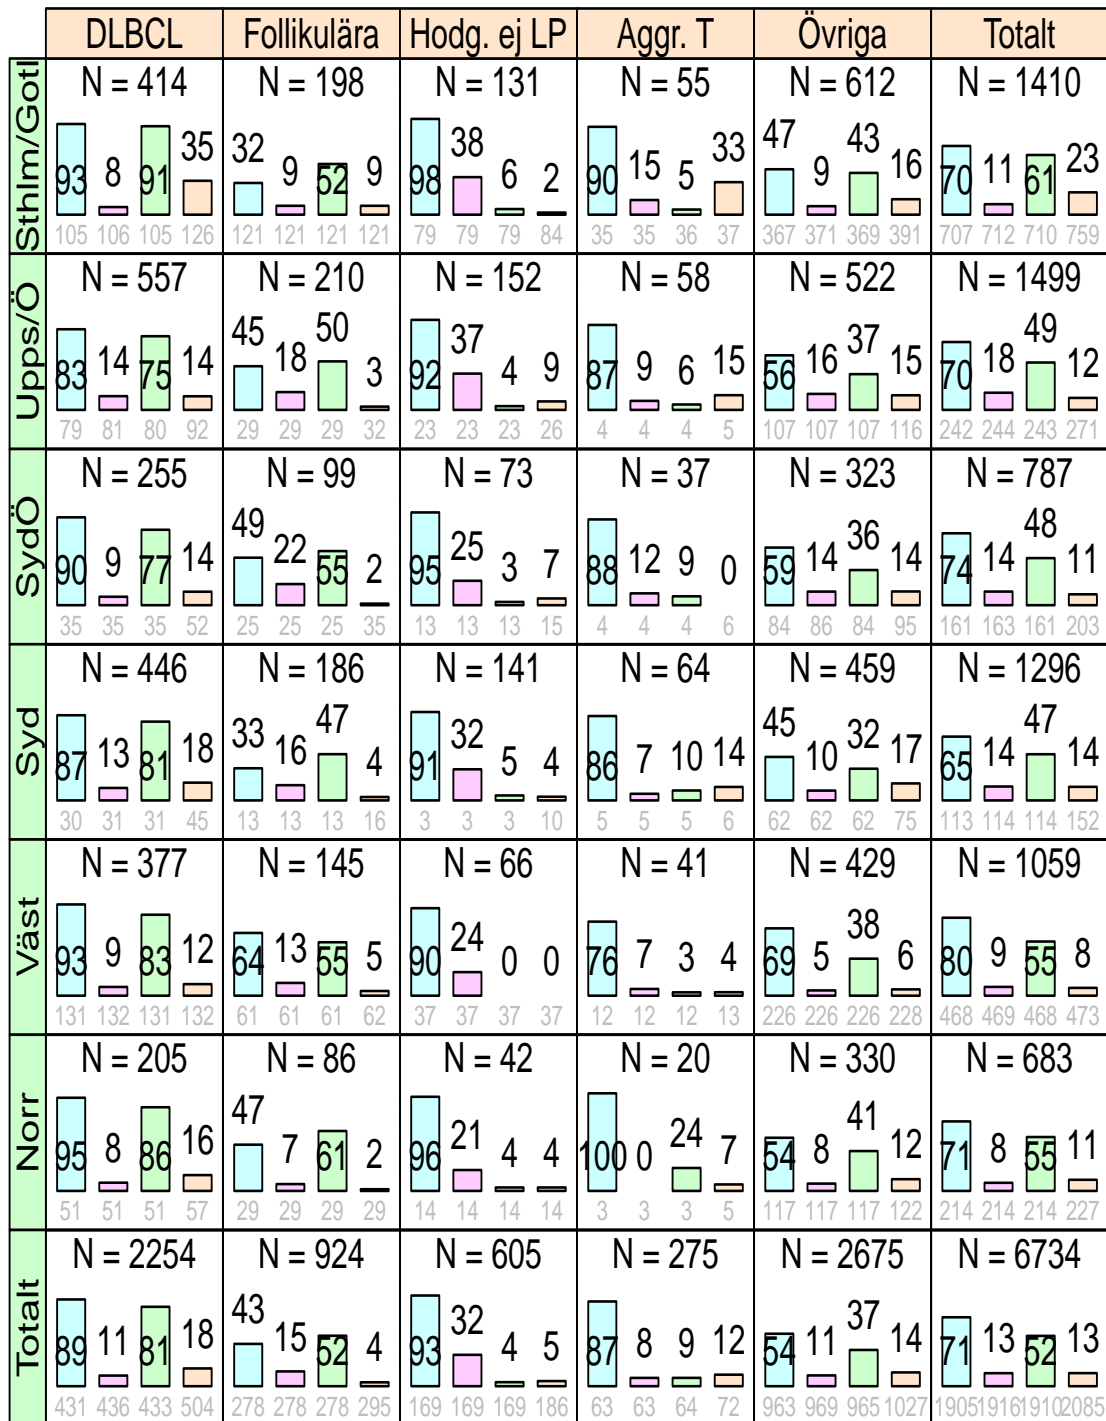 DLBCL Follikulära Hodg. ej LP Aggr. T Övriga Totalt
Sthlm/Gotl
N = 414 N = 198 N = 131 N = 55 N = 612 N = 1410
93 8 91 35 32 9 52 9 98 38 6 2 90 15 5 33 47 9 43 16 70 11 61 23
105 106 105 126 121 121 121 121 79 79 79 84 35 35 36 37 367 371 369 391 707 712 710 759
Upps/Ö
N = 557 N = 210 N = 152 N = 58 N = 522 N = 1499
83 14 75 14 45 18 50 3 92 37 4 9 87 9 6 15 56 16 37 15 70 18 49 12
79 81 80 92 29 29 29 32 23 23 23 26 4 4 4 5 107 107 107 116 242 244 243 271
SydÖ
N = 255 N = 99 N = 73 N = 37 N = 323 N = 787
90 9 77 14 49 22 55 2 95 25 3 7 88 12 9 0 59 14 36 14 74 14 48 11
35 35 35 52 25 25 25 35 13 13 13 15 4 4 4 6 84 86 84 95 161 163 161 203
Syd
N = 446 N = 186 N = 141 N = 64 N = 459 N = 1296
87 13 81 18 33 16 47 4 91 32 5 4 86 7 10 14 45 10 32 17 65 14 47 14
30 31 31 45 13 13 13 16 3 3 3 10 5 5 5 6 62 62 62 75 113 114 114 152
Väst
N = 377 N = 145 N = 66 N = 41 N = 429 N = 1059
93 9 83 12 64 13 55 5 90 24 0 0 76 7 3 4 69 5 38 6 80 9 55 8
131 132 131 132 61 61 61 62 37 37 37 37 12 12 12 13 226 226 226 228 468 469 468 473
Norr
N = 205 N = 86 N = 42 N = 20 N = 330 N = 683
95 8 86 16 47 7 61 2 96 21 4 4 100 0 24 7 54 8 41 12 71 8 55 11
51 51 51 57 29 29 29 29 14 14 14 14 3 3 3 5 117 117 117 122 214 214 214 227
Totalt
N = 2254 N = 924 N = 605 N = 275 N = 2675 N = 6734
89 11 81 18 43 15 52 4 93 32 4 5 87 8 9 12 54 11 37 14 71 13 52 13
431 436 433 504 278 278 278 295 169 169 169 186 63 63 64 72 963 969 965 1027 1905 1916 1910 2085